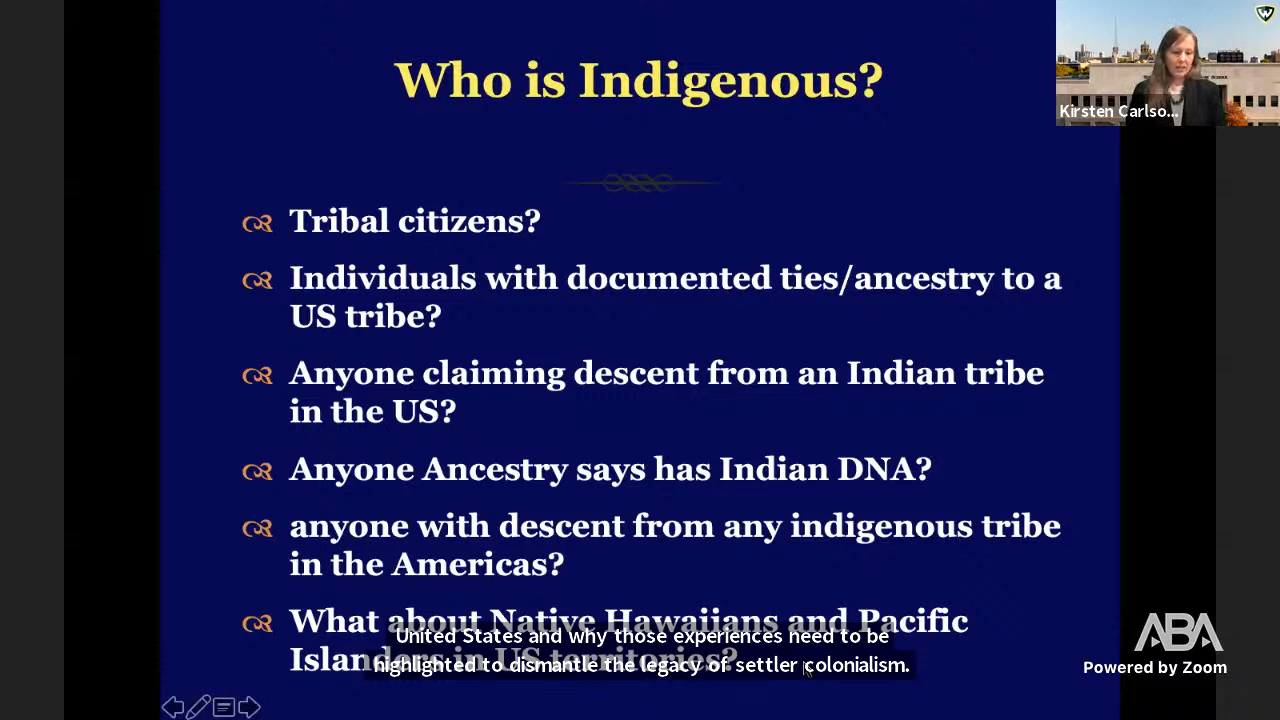 Who is Indigenous?
Kirsten Carlso...
Tribal citizens?
Individuals with documented ties/ancestry to a
US tribe?
Anyone claiming descent from an Indian tribe
in the US?
Anyone Ancestry says has Indian DNA?
anyone with descent from any indigenous tribe
in the Americas?
What about Native Hawaiians and Pacific
Islanders in US territories?
United States and why those experiences need to be
highlighted to dismantle the legacy of settler colonialism.
ABA
Powered by Zoom